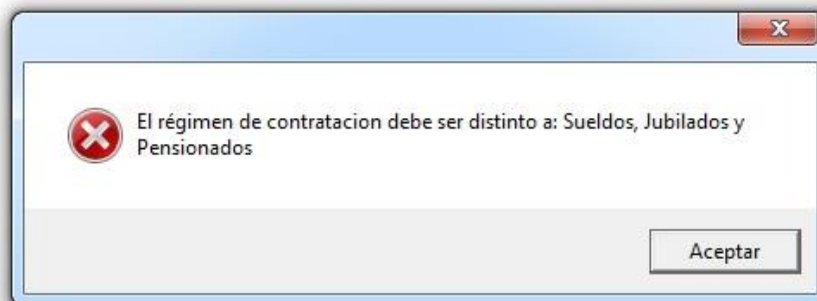 El régimen de contratacion debe ser distinto a: Sueldos, Jubilados y
Pensionados
Aceptar